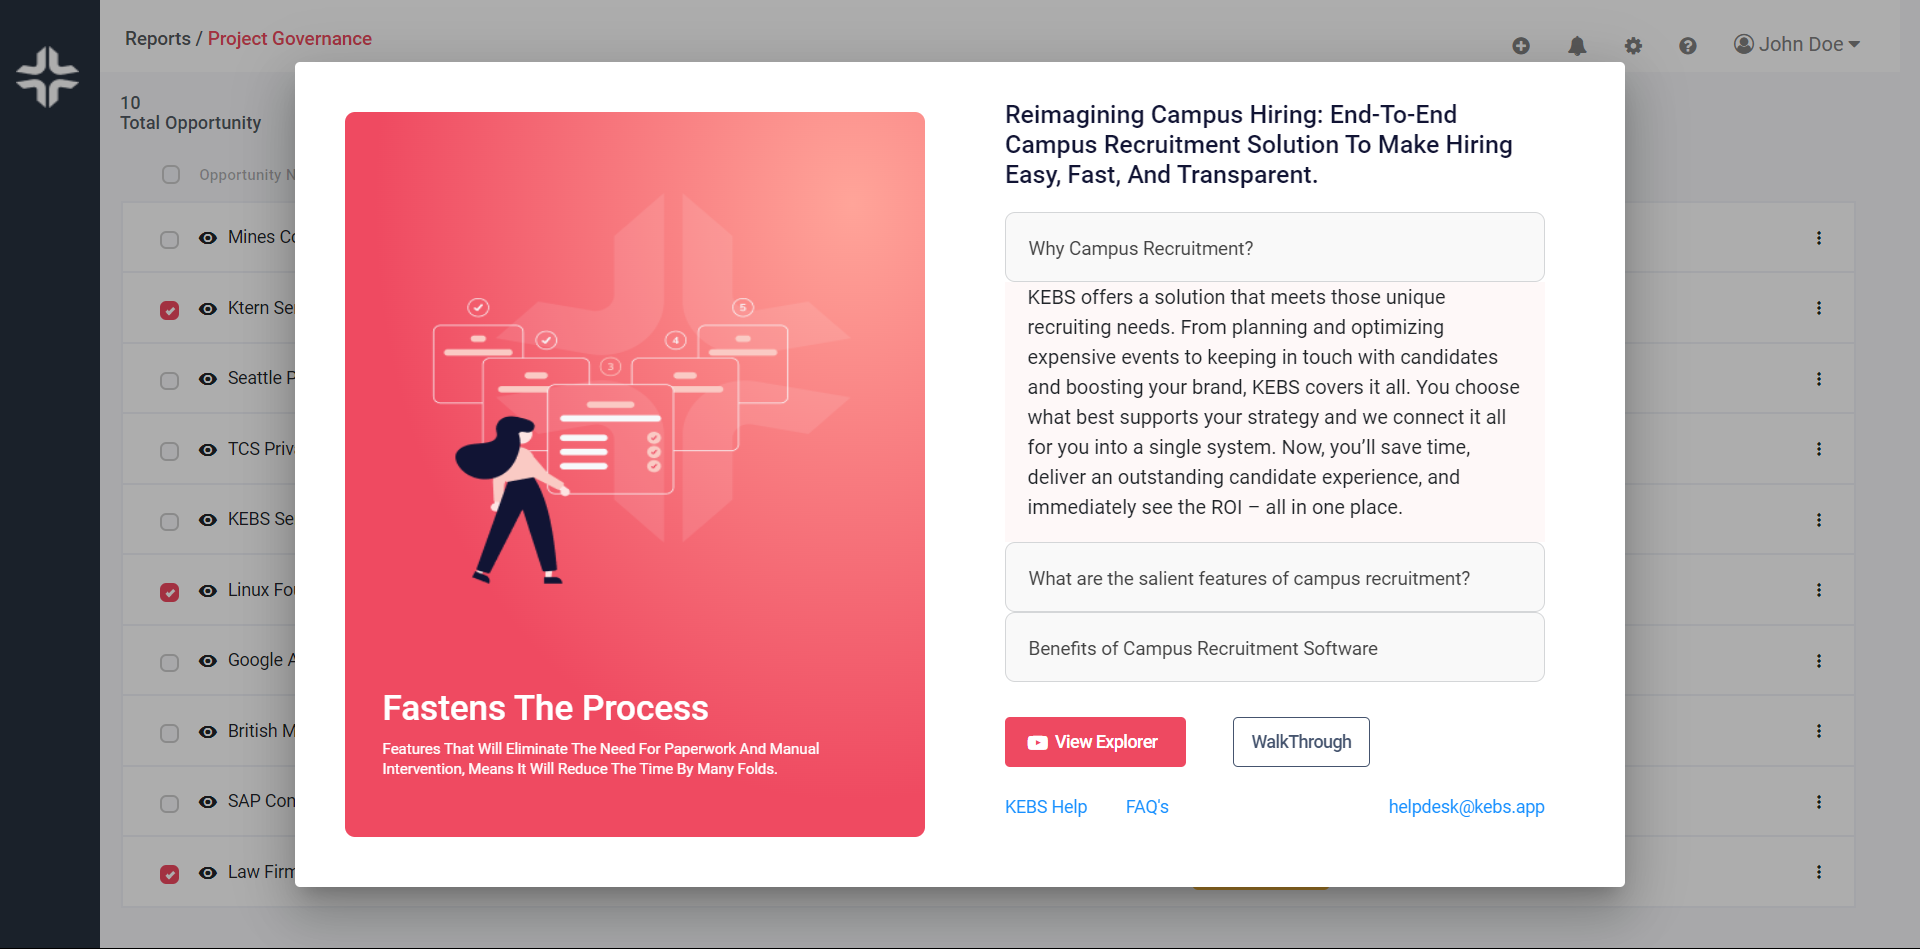 Reports / Project Governance
John Doe
10
Total Opportunity
Opportunity N
Mines Co
Ktern Se
Seattle P
TCS Priv
KEBS Se
Linux Fo
Google A
British M
SAP Con
Law Firm
5
4
3
Fastens The Process
Features That Will Eliminate The Need For Paperwork And Manual
Intervention, Means It Will Reduce The Time By Many Folds.
Reimagining Campus Hiring: End-To-End
Campus Recruitment Solution To Make Hiring
Easy, Fast, And Transparent.
Why Campus Recruitment?
KEBS offers a solution that meets those unique
recruiting needs. From planning and optimizing
expensive events to keeping in touch with candidates
and boosting your brand, KEBS covers it all. You choose
what best supports your strategy and we connect it all
for you into a single system. Now, you’ll save time,
deliver an outstanding candidate experience, and
immediately see the ROI – all in one place.
What are the salient features of campus recruitment?
Benefits of Campus Recruitment Software
View Explorer
WalkThrough
KEBS Help
FAQ's
helpdesk@kebs.app